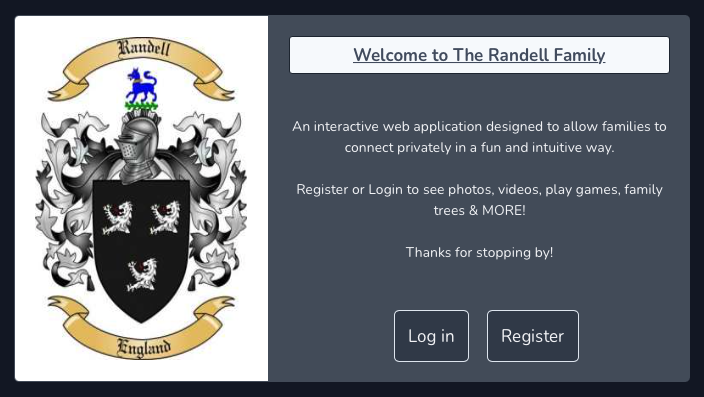 Randell
England
Welcome to The Randell Family
An interactive web application designed to allow families to
connect privately in a fun and intuitive way.
Register or Login to see photos, videos, play games, family
trees & MORE!
Thanks for stopping by!
Log in
Register